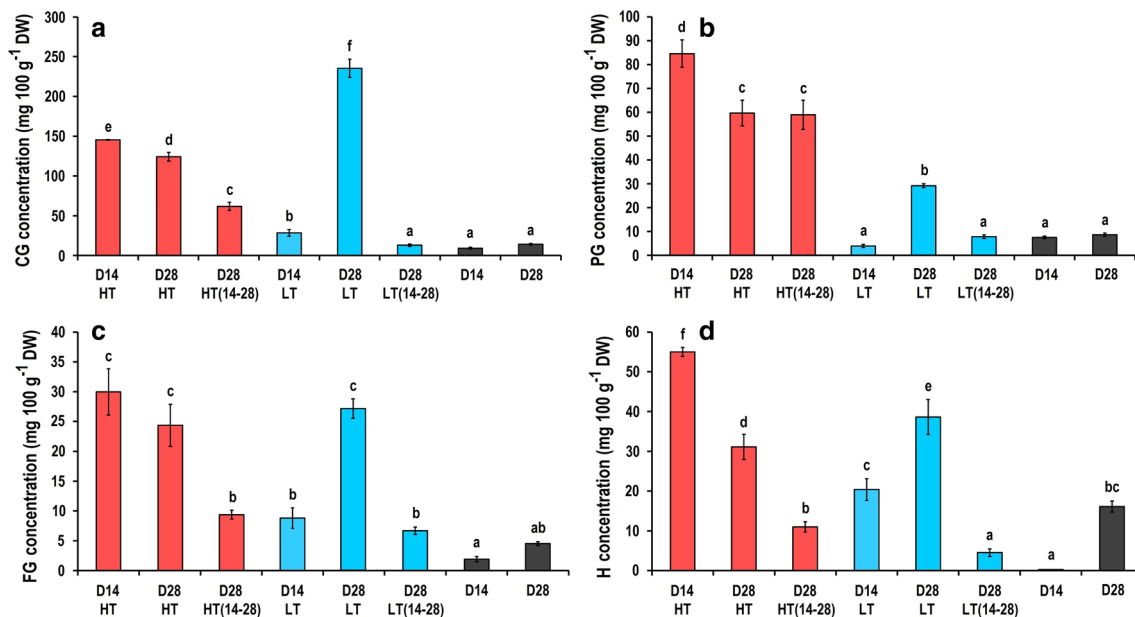 a
CG concentration (mg 100 g⁻¹ DW)
300
250
200
150
100
50
0
e
d
c
b
f
a
a
a
D14 D28 D28 D14 D28 D28 D14 D28
HT HT HT(14-28) LT LT LT(14-28)
b
PG concentration (mg 100 g⁻¹ DW)
100
90
80
70
60
50
40
30
20
10
0
d
c
c
a
b
a
a
a
D14 D28 D28 D14 D28 D28 D14 D28
HT HT HT(14-28) LT LT LT(14-28)
c
FG concentration (mg 100 g⁻¹ DW)
40
35
30
25
20
15
10
5
0
c
c
b
b
c
b
a
ab
D14 D28 D28 D14 D28 D28 D14 D28
HT HT HT(14-28) LT LT LT(14-28)
d
H concentration (mg 100 g⁻¹ DW)
60
50
40
30
20
10
0
f
d
b
c
e
a
a
bc
D14 D28 D28 D14 D28 D28 D14 D28
HT HT HT(14-28) LT LT LT(14-28)